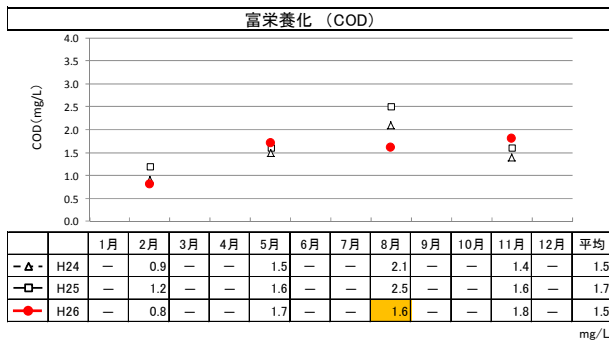 富栄養化 (COD)
4.0
3.5
3.0
2.5
2.0
1.5
1.0
0.5
0.0
COD(mg/L)
1月 2月 3月 4月 5月 6月 7月 8月 9月 10月 11月 12月 平均
H24 — 0.9 — — 1.5 — — 2.1 — — 1.4 — 1.5
H25 — 1.2 — — 1.6 — — 2.5 — — 1.6 — 1.7
H26 — 0.8 — — 1.7 — — 1.6 — — 1.8 — 1.5
mg/L